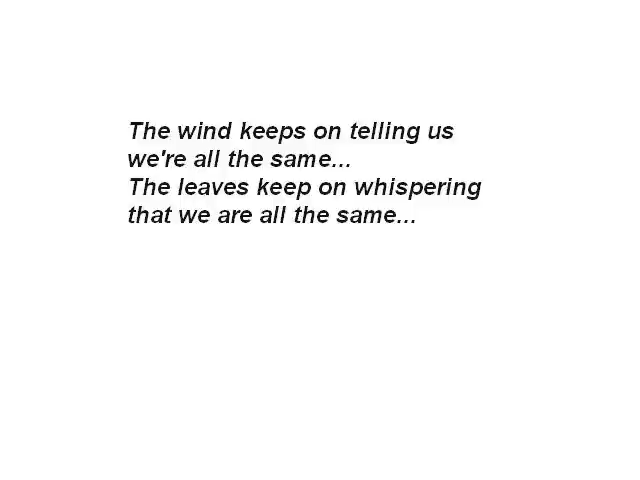 The wind keeps on telling us
we're all the same...
The leaves keep on whispering
that we are all the same...